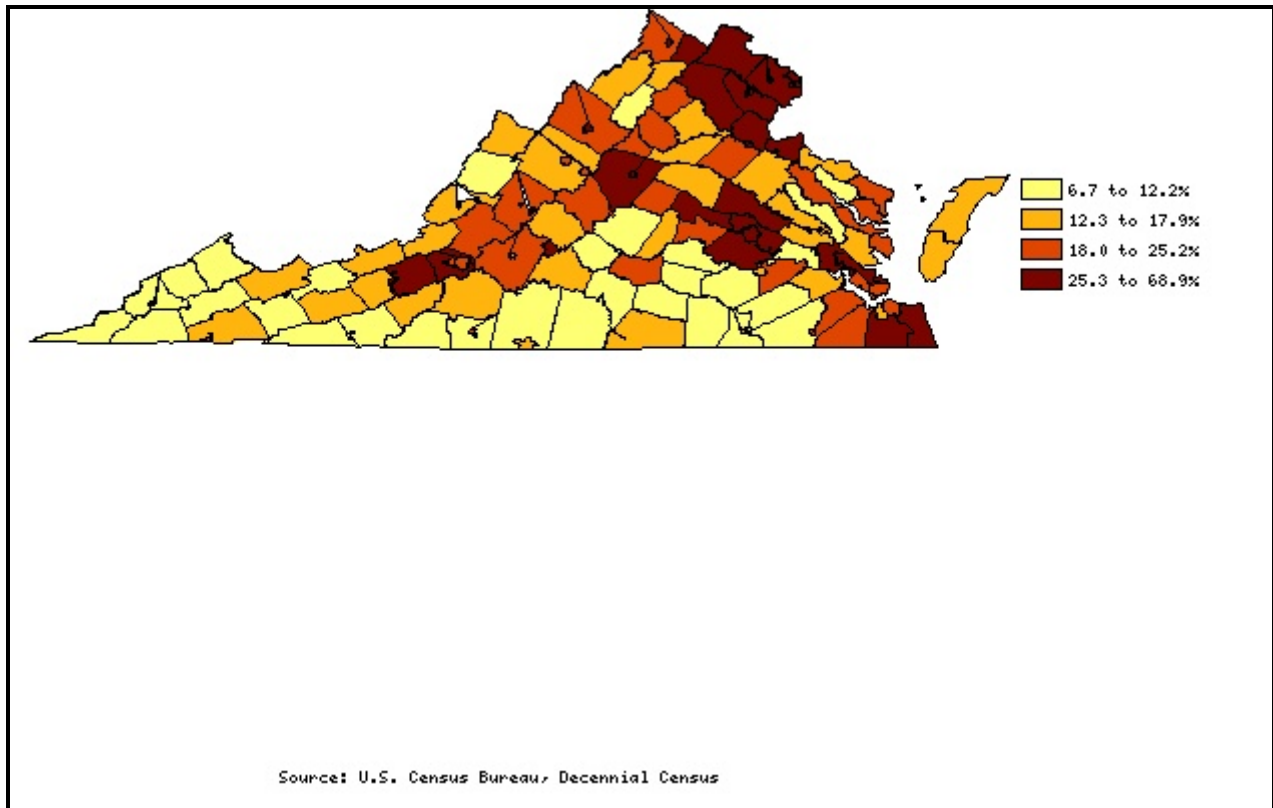 6.7 to 12.2%
12.3 to 17.9%
18.0 to 25.2%
25.3 to 68.9%
Source: U.S. Census Bureau, Decennial Census